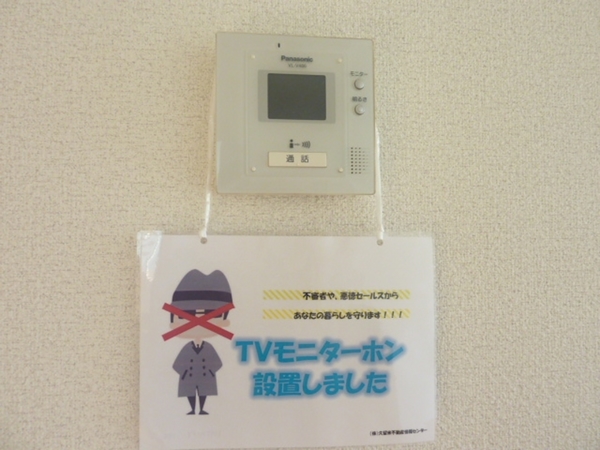 Panasonic
モニター
明るさ
通話
不審者や、悪徳セールスから
あなたの暮らしを守ります！！！
TVモニターホン
設置しました